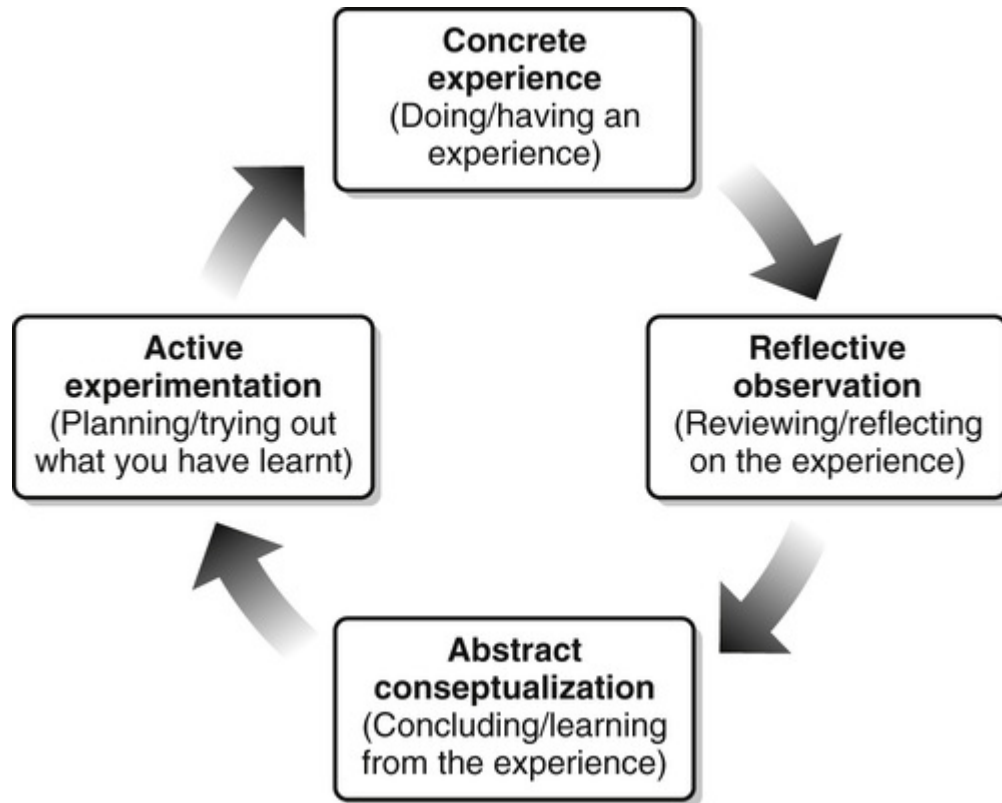 Concrete
experience
(Doing/having an
experience)
Active
experimentation
(Planning/trying out
what you have learnt)
Reflective
observation
(Reviewing/reflecting
on the experience)
Abstract
conseptualization
(Concluding/learning
from the experience)